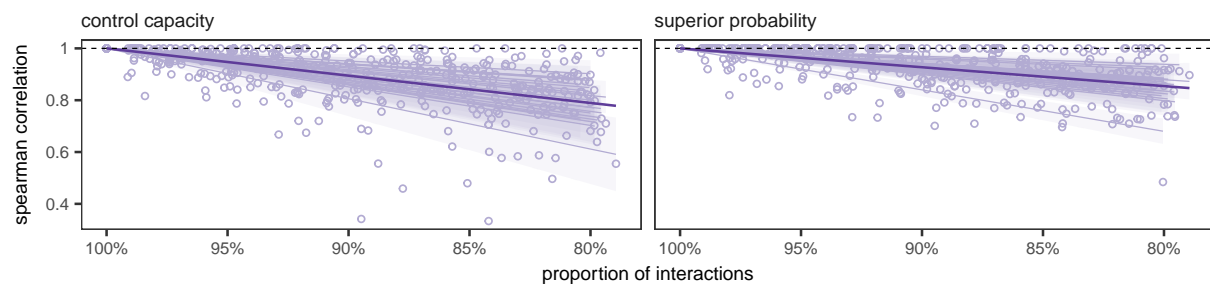 control capacity
superior probability
spearman correlation
1
0.8
0.6
0.4
100% 95% 90% 85% 80%
100% 95% 90% 85% 80%
proportion of interactions